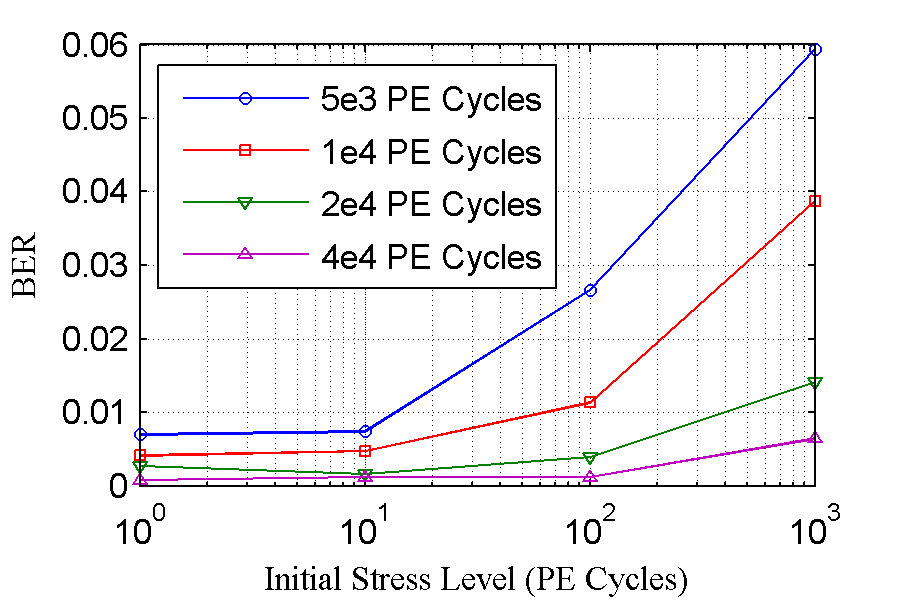 0.06
0.05
0.04
0.03
0.02
0.01
0
BER
5e3 PE Cycles
1e4 PE Cycles
2e4 PE Cycles
4e4 PE Cycles
10^0 10^1 10^2 10^3
Initial Stress Level (PE Cycles)